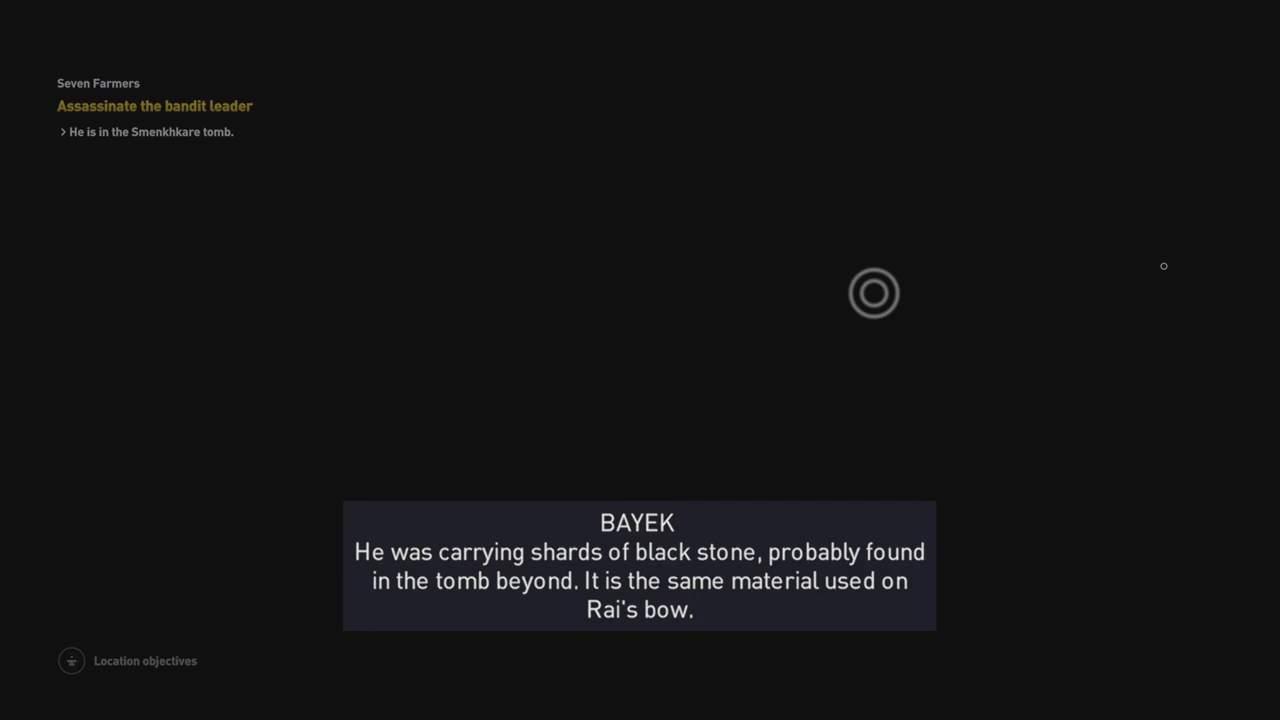 Seven Farmers
Assassinate the bandit leader
> He is in the Smenkhkare tomb.
BAYEK
He was carrying shards of black stone, probably found
in the tomb beyond. It is the same material used on
Rai's bow.
Location objectives